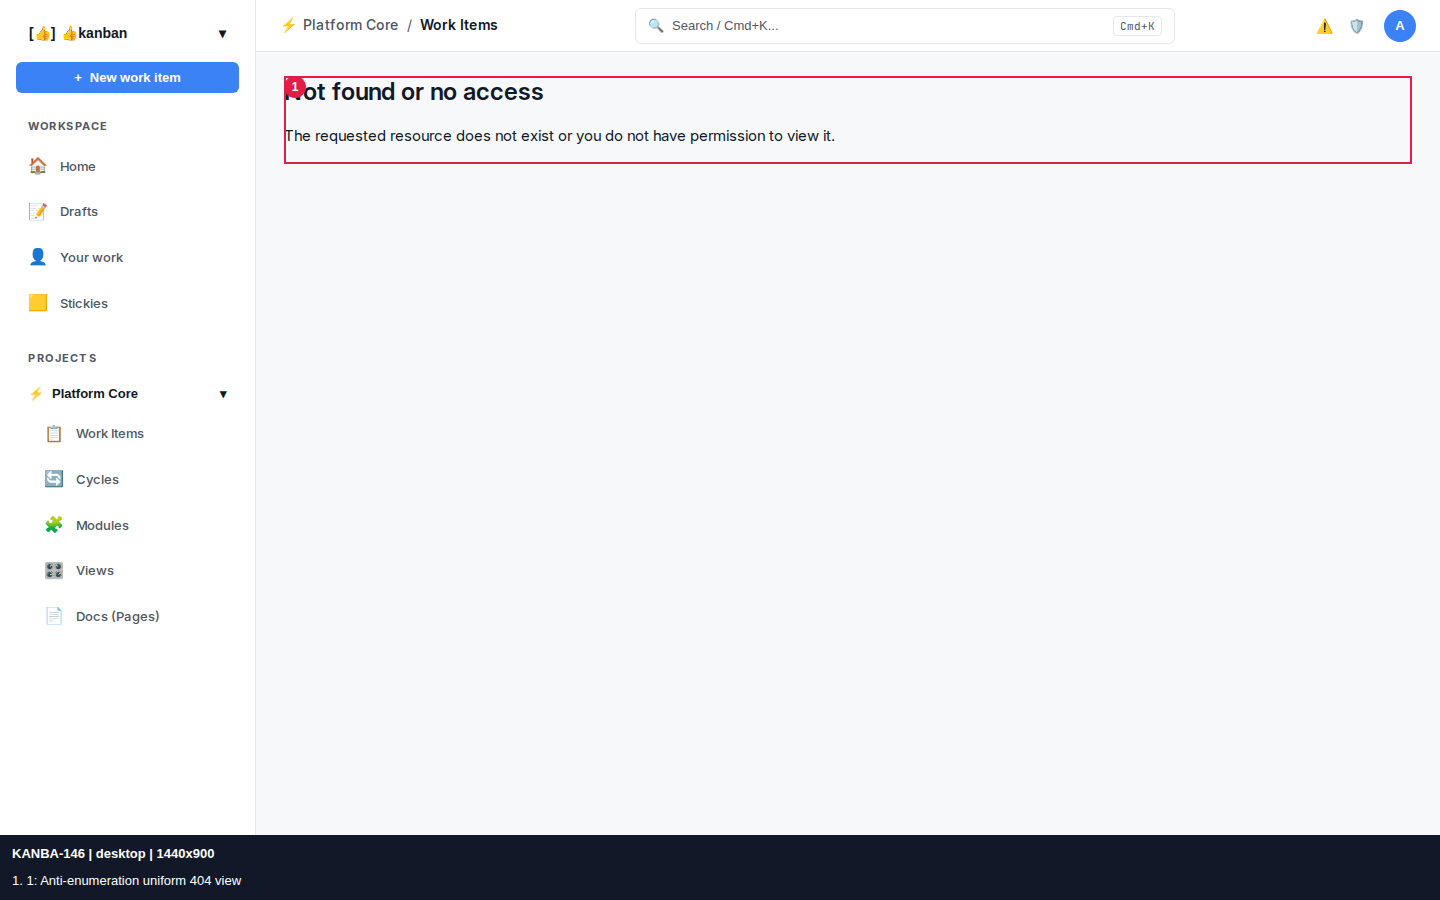 [👍] 👍kanban ▼
+ New work item
WORKSPACE
🏠 Home
📝 Drafts
👤 Your work
🟨 Stickies
PROJECTS
⚡ Platform Core ▼
📋 Work Items
🔄 Cycles
🧩 Modules
🎛️ Views
📄 Docs (Pages)
⚡ Platform Core / Work Items
🔍 Search / Cmd+K... Cmd+K
⚠️ 🛡️ A
1
Not found or no access
The requested resource does not exist or you do not have permission to view it.
KANBA-146 | desktop | 1440x900
1. 1: Anti-enumeration uniform 404 view